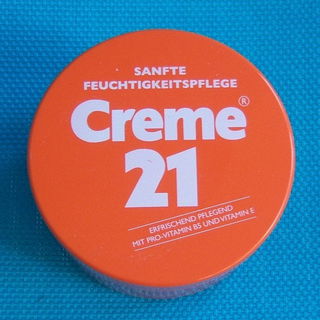 SANFTE
FEUCHTIGKEITSPFLEGE
Creme®
21
ERFRISCHEND PFLEGEND
MIT PRO-VITAMIN B5 UND VITAMIN E